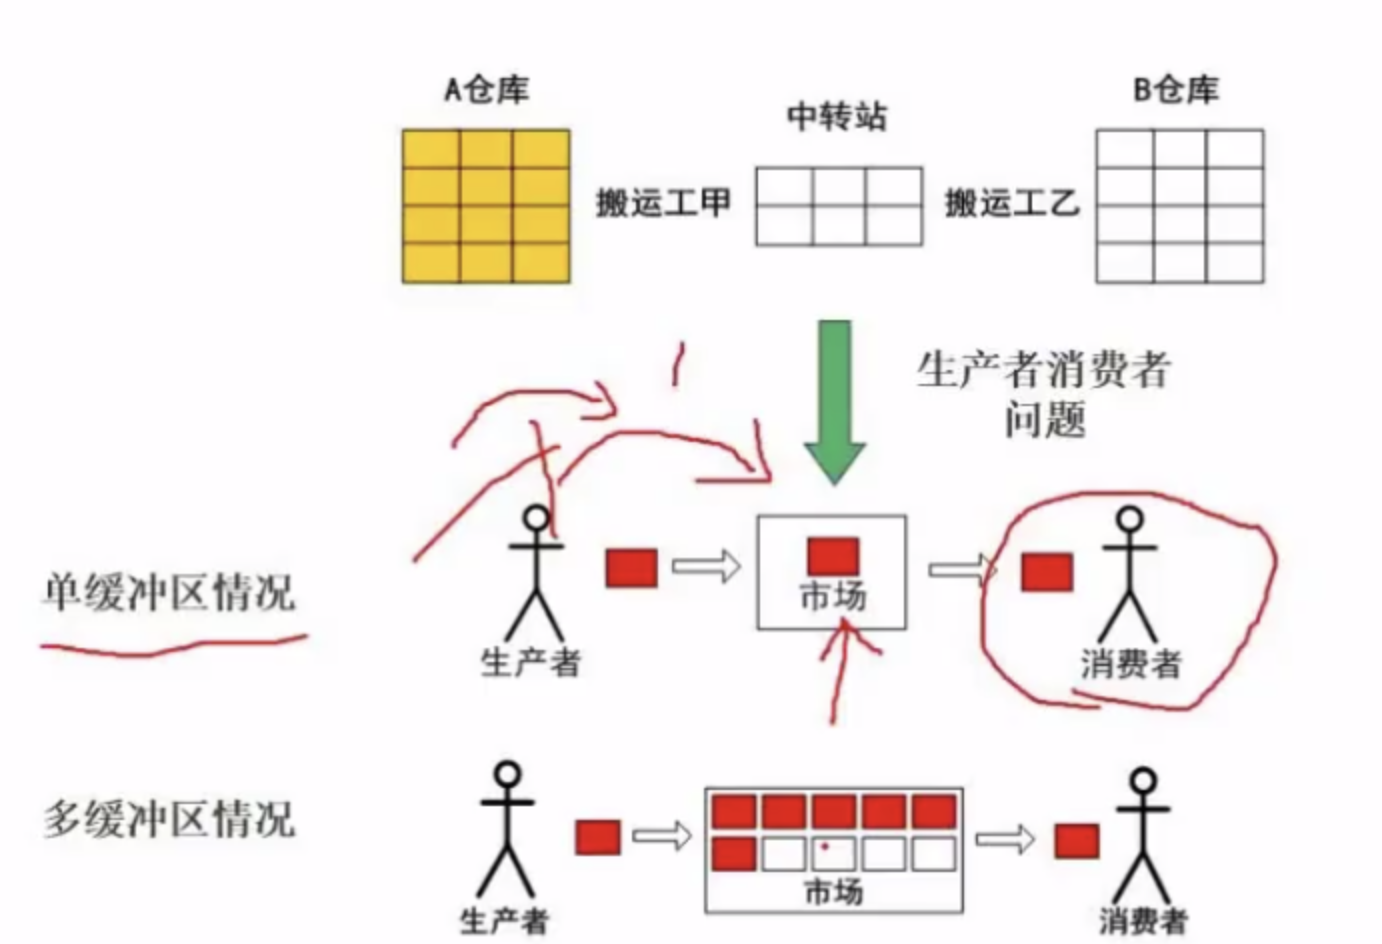 A仓库
中转站
B仓库
搬运工甲
搬运工乙
生产者消费者
问题
单缓冲区情况
市场
生产者
消费者
多缓冲区情况
市场
生产者
消费者